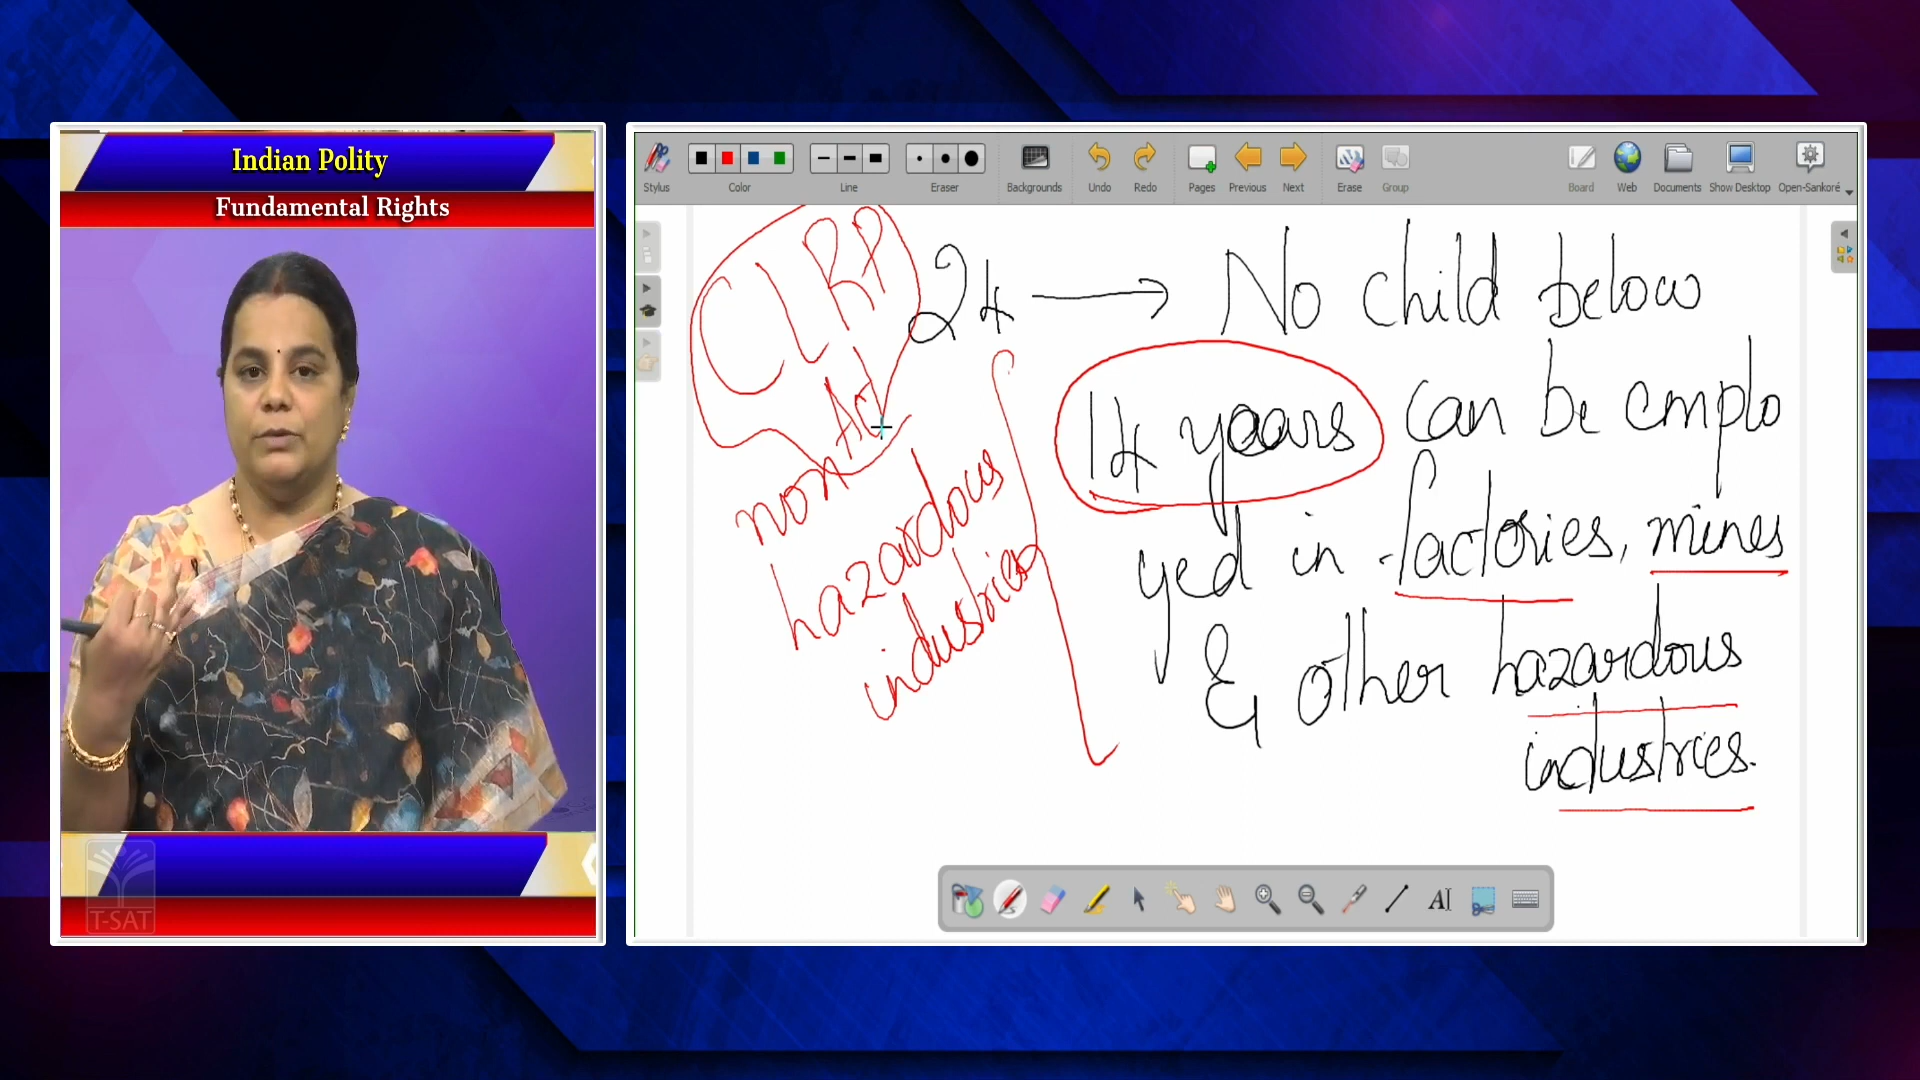 Indian Polity
Fundamental Rights
T-SAT
Stylus
Color
Line
Eraser
Backgrounds
Undo
Redo
Pages
Previous
Next
Erase
Group
Board
Web
Documents
Show Desktop
Open-Sankoré
CLRP
Act
non
hazardous
industries
24 → No child below
14 years can be emplo
yed in factories, mines
& other hazardous
industries.